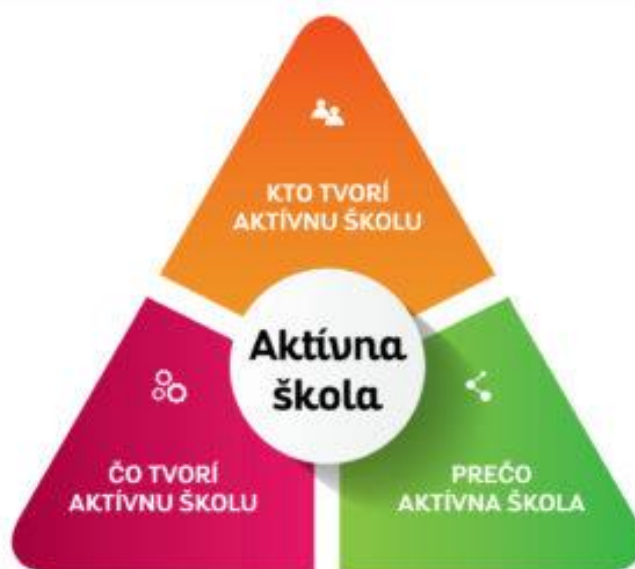 KTO TVORÍ
AKTÍVNU ŠKOLU
Aktívna
škola
ČO TVORÍ
AKTÍVNU ŠKOLU
PREČO
AKTÍVNA ŠKOLA